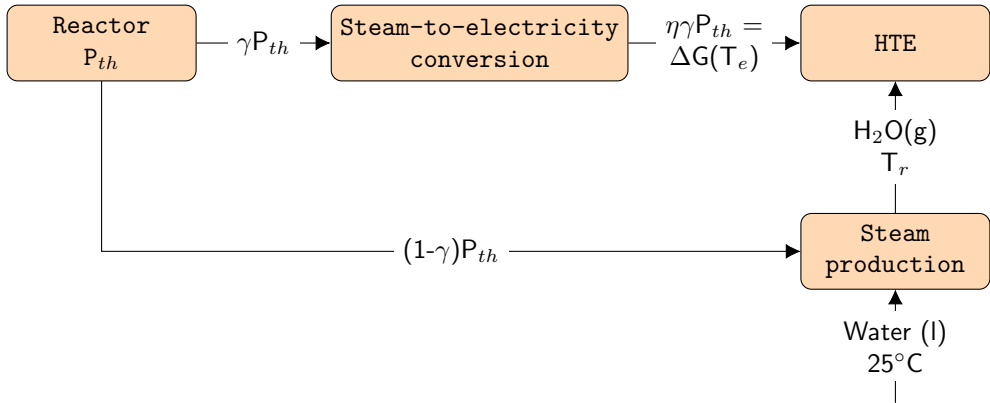 Reactor
P_th
γP_th
Steam-to-electricity
conversion
ηγP_th =
ΔG(T_e)
HTE
H₂O(g)
T_r
(1-γ)P_th
Steam
production
Water (l)
25°C